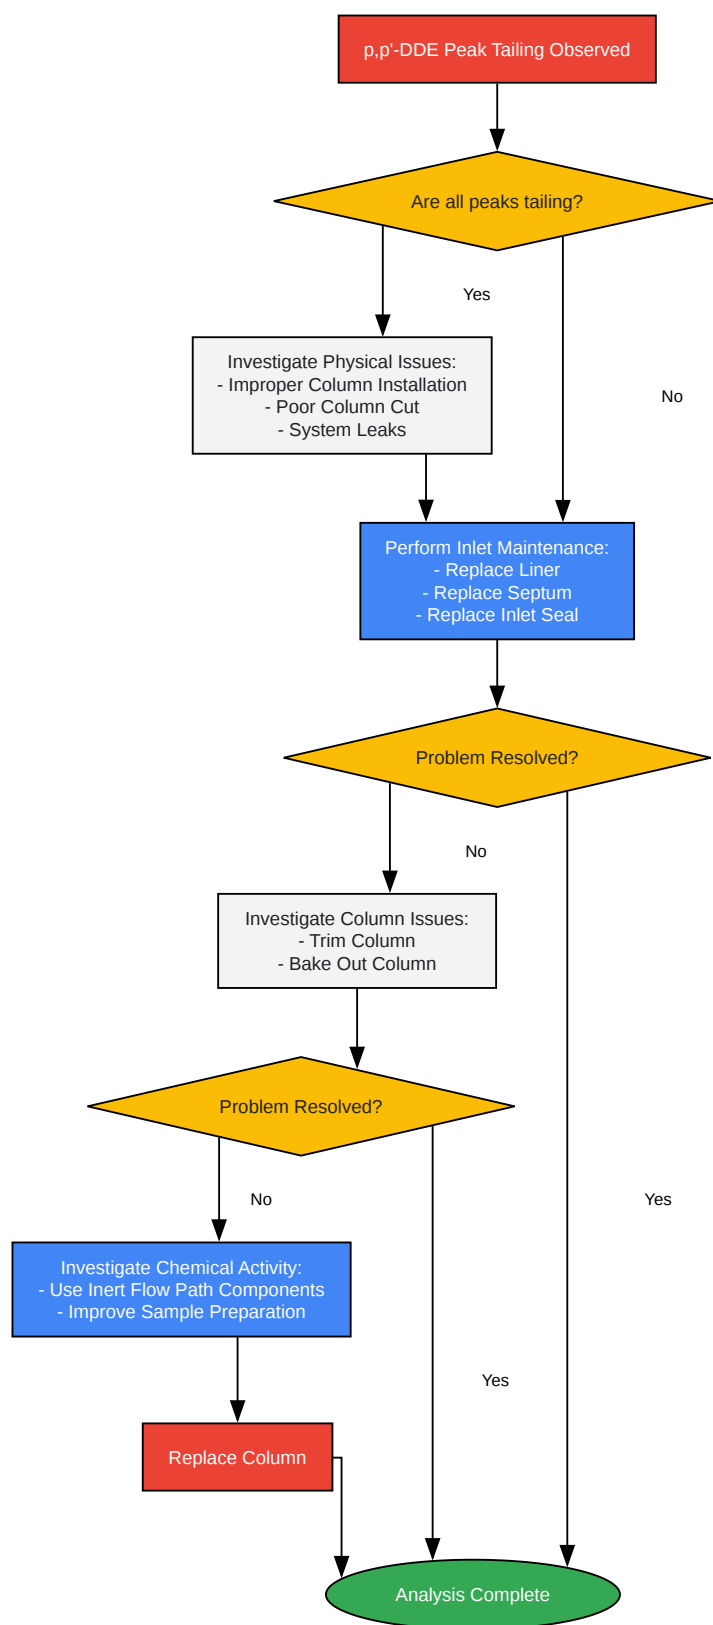 p,p'-DDE Peak Tailing Observed
Are all peaks tailing?
Yes
Investigate Physical Issues:
- Improper Column Installation
- Poor Column Cut
- System Leaks
No
Perform Inlet Maintenance:
- Replace Liner
- Replace Septum
- Replace Inlet Seal
Problem Resolved?
No
Investigate Column Issues:
- Trim Column
- Bake Out Column
Problem Resolved?
No
Yes
Investigate Chemical Activity:
- Use Inert Flow Path Components
- Improve Sample Preparation
Yes
Replace Column
Analysis Complete